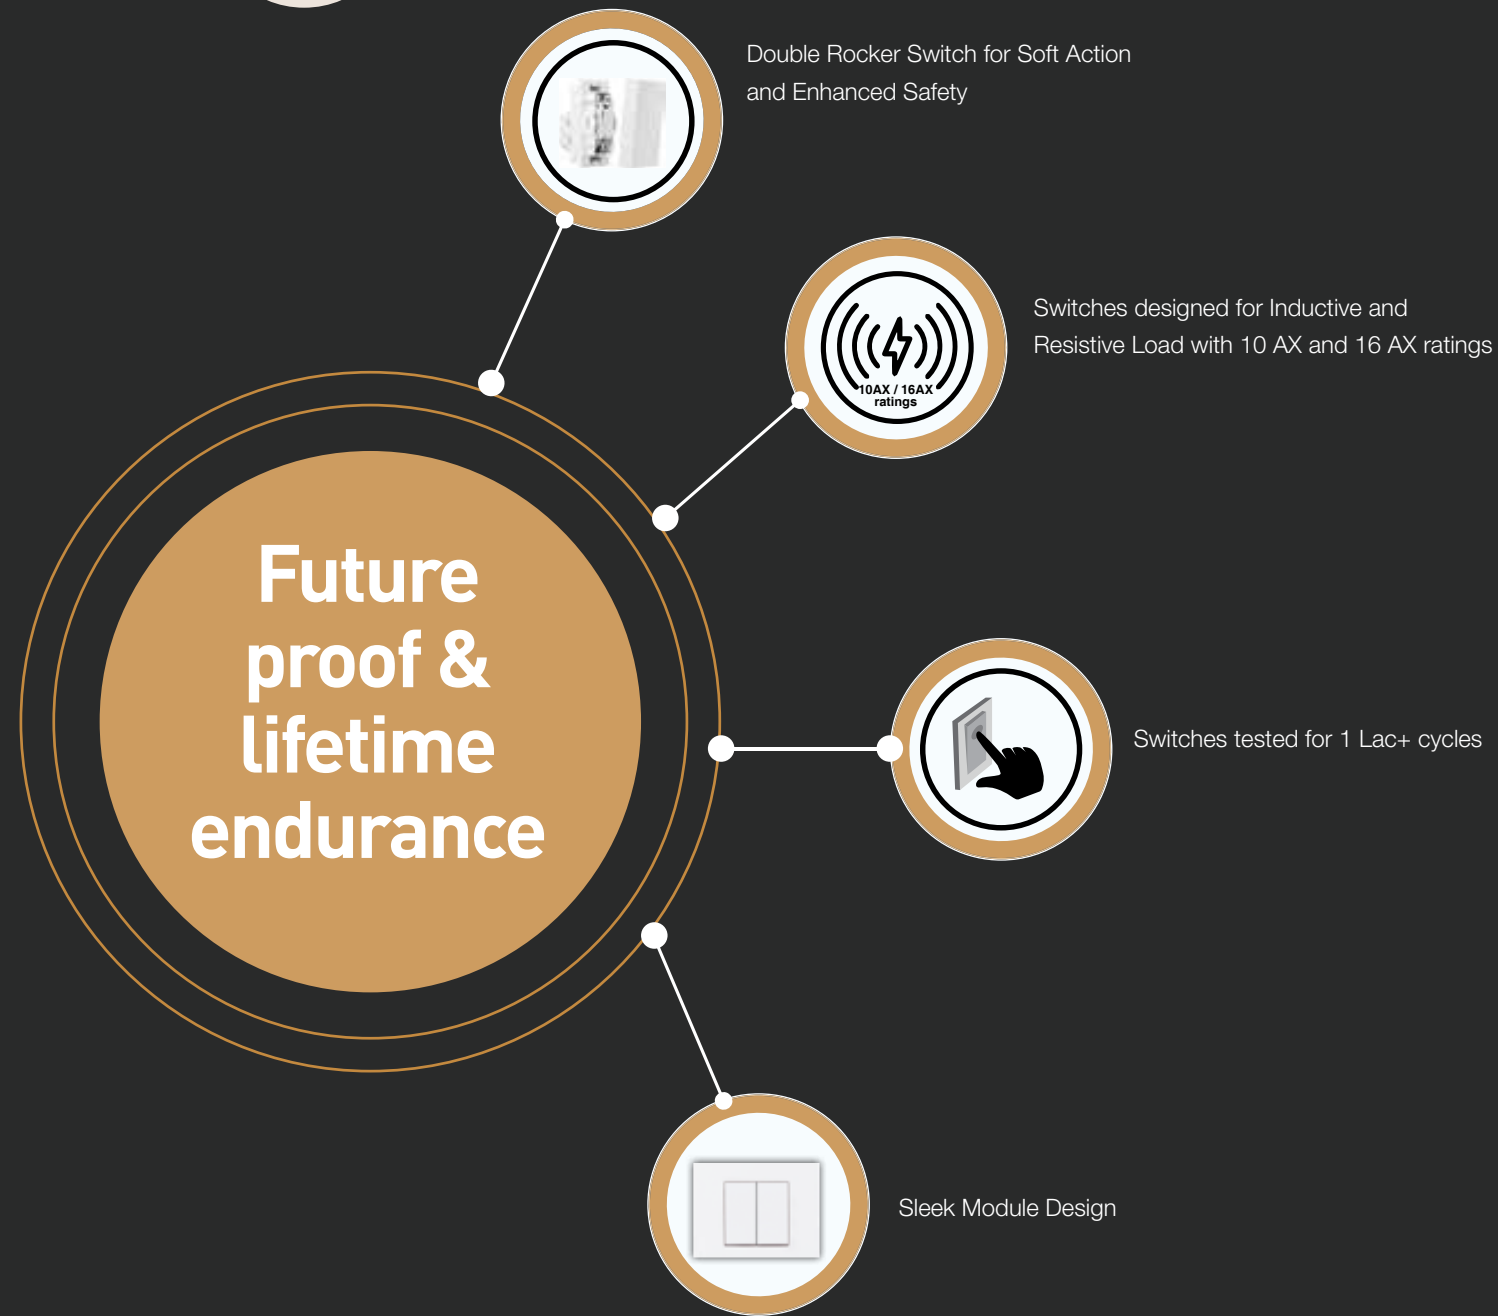 Double Rocker Switch for Soft Action
and Enhanced Safety
Switches designed for Inductive and
Resistive Load with 10 AX and 16 AX ratings
10AX / 16AX
ratings
Future
proof &
lifetime
endurance
Switches tested for 1 Lac+ cycles
Sleek Module Design